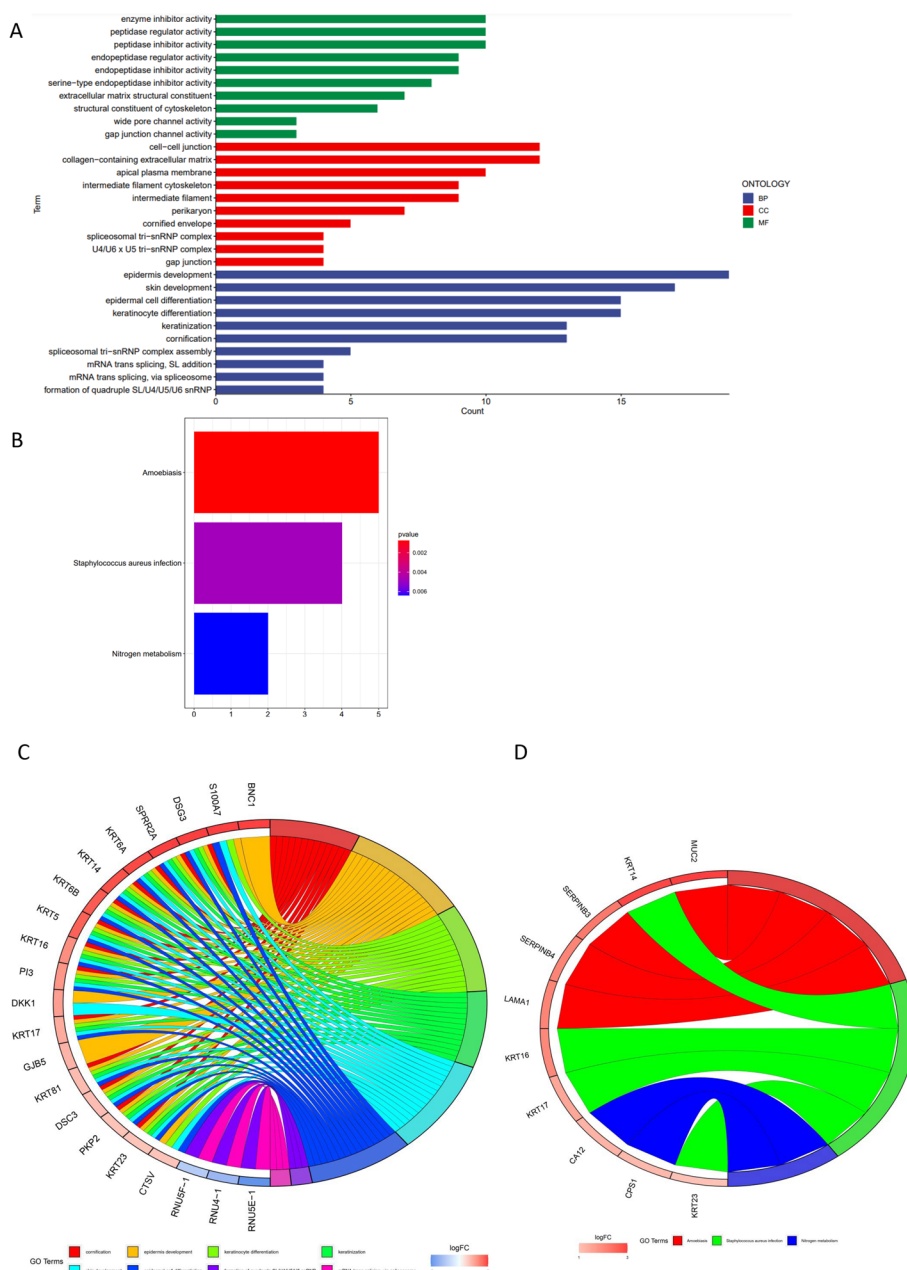 A
enzyme inhibitor activity
peptidase regulator activity
peptidase inhibitor activity
endopeptidase regulator activity
endopeptidase inhibitor activity
serine−type endopeptidase inhibitor activity
extracellular matrix structural constituent
structural constituent of cytoskeleton
wide pore channel activity
gap junction channel activity
cell−cell junction
collagen−containing extracellular matrix
apical plasma membrane
intermediate filament cytoskeleton
intermediate filament
perikaryon
cornified envelope
spliceosomal tri−snRNP complex
U4/U6 x U5 tri−snRNP complex
gap junction
epidermis development
skin development
epidermal cell differentiation
keratinocyte differentiation
keratinization
cornification
spliceosomal tri−snRNP complex assembly
mRNA trans splicing, SL addition
mRNA trans splicing, via spliceosome
formation of quadruple SL/U4/U5/U6 snRNP
Term
0 5 10 15
Count
ONTOLOGY
BP
CC
MF
B
Amoebiasis
Staphylococcus aureus infection
Nitrogen metabolism
0 1 2 3 4 5
pvalue
0.002
0.004
0.006
C
BNC1
S100A7
DSG3
SPRR2A
KRT6A
KRT14
KRT6B
KRT5
KRT16
PI3
DKK1
KRT17
GJB5
KRT81
DSC3
PKP2
KRT23
CTSV
RNU5F−1
RNU4−1
RNU5E−1
cornification epidermis development keratinocyte differentiation keratinization
GO Terms
logFC
D
MUC2
KRT14
SERPINB3
SERPINB4
LAMA1
KRT16
KRT17
CA12
CPS1
KRT23
logFC
GO Terms Amoebiasis Staphylococcus aureus infection Nitrogen metabolism